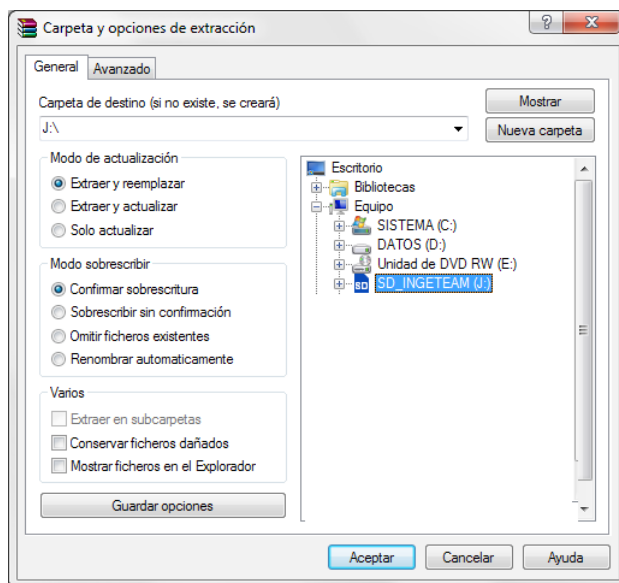 Carpeta y opciones de extracción
General
Avanzado
Carpeta de destino (si no existe, se creará)
Mostrar
J:\
Nueva carpeta
Modo de actualización
Extraer y reemplazar
Extraer y actualizar
Solo actualizar
Modo sobrescribir
Confirmar sobrescritura
Sobrescribir sin confirmación
Omitir ficheros existentes
Renombrar automaticamente
Varios
Extraer en subcarpetas
Conservar ficheros dañados
Mostrar ficheros en el Explorador
Guardar opciones
Escritorio
Bibliotecas
Equipo
SISTEMA (C:)
DATOS (D:)
Unidad de DVD RW (E:)
SD SD_INGETEAM (J:)
Aceptar
Cancelar
Ayuda